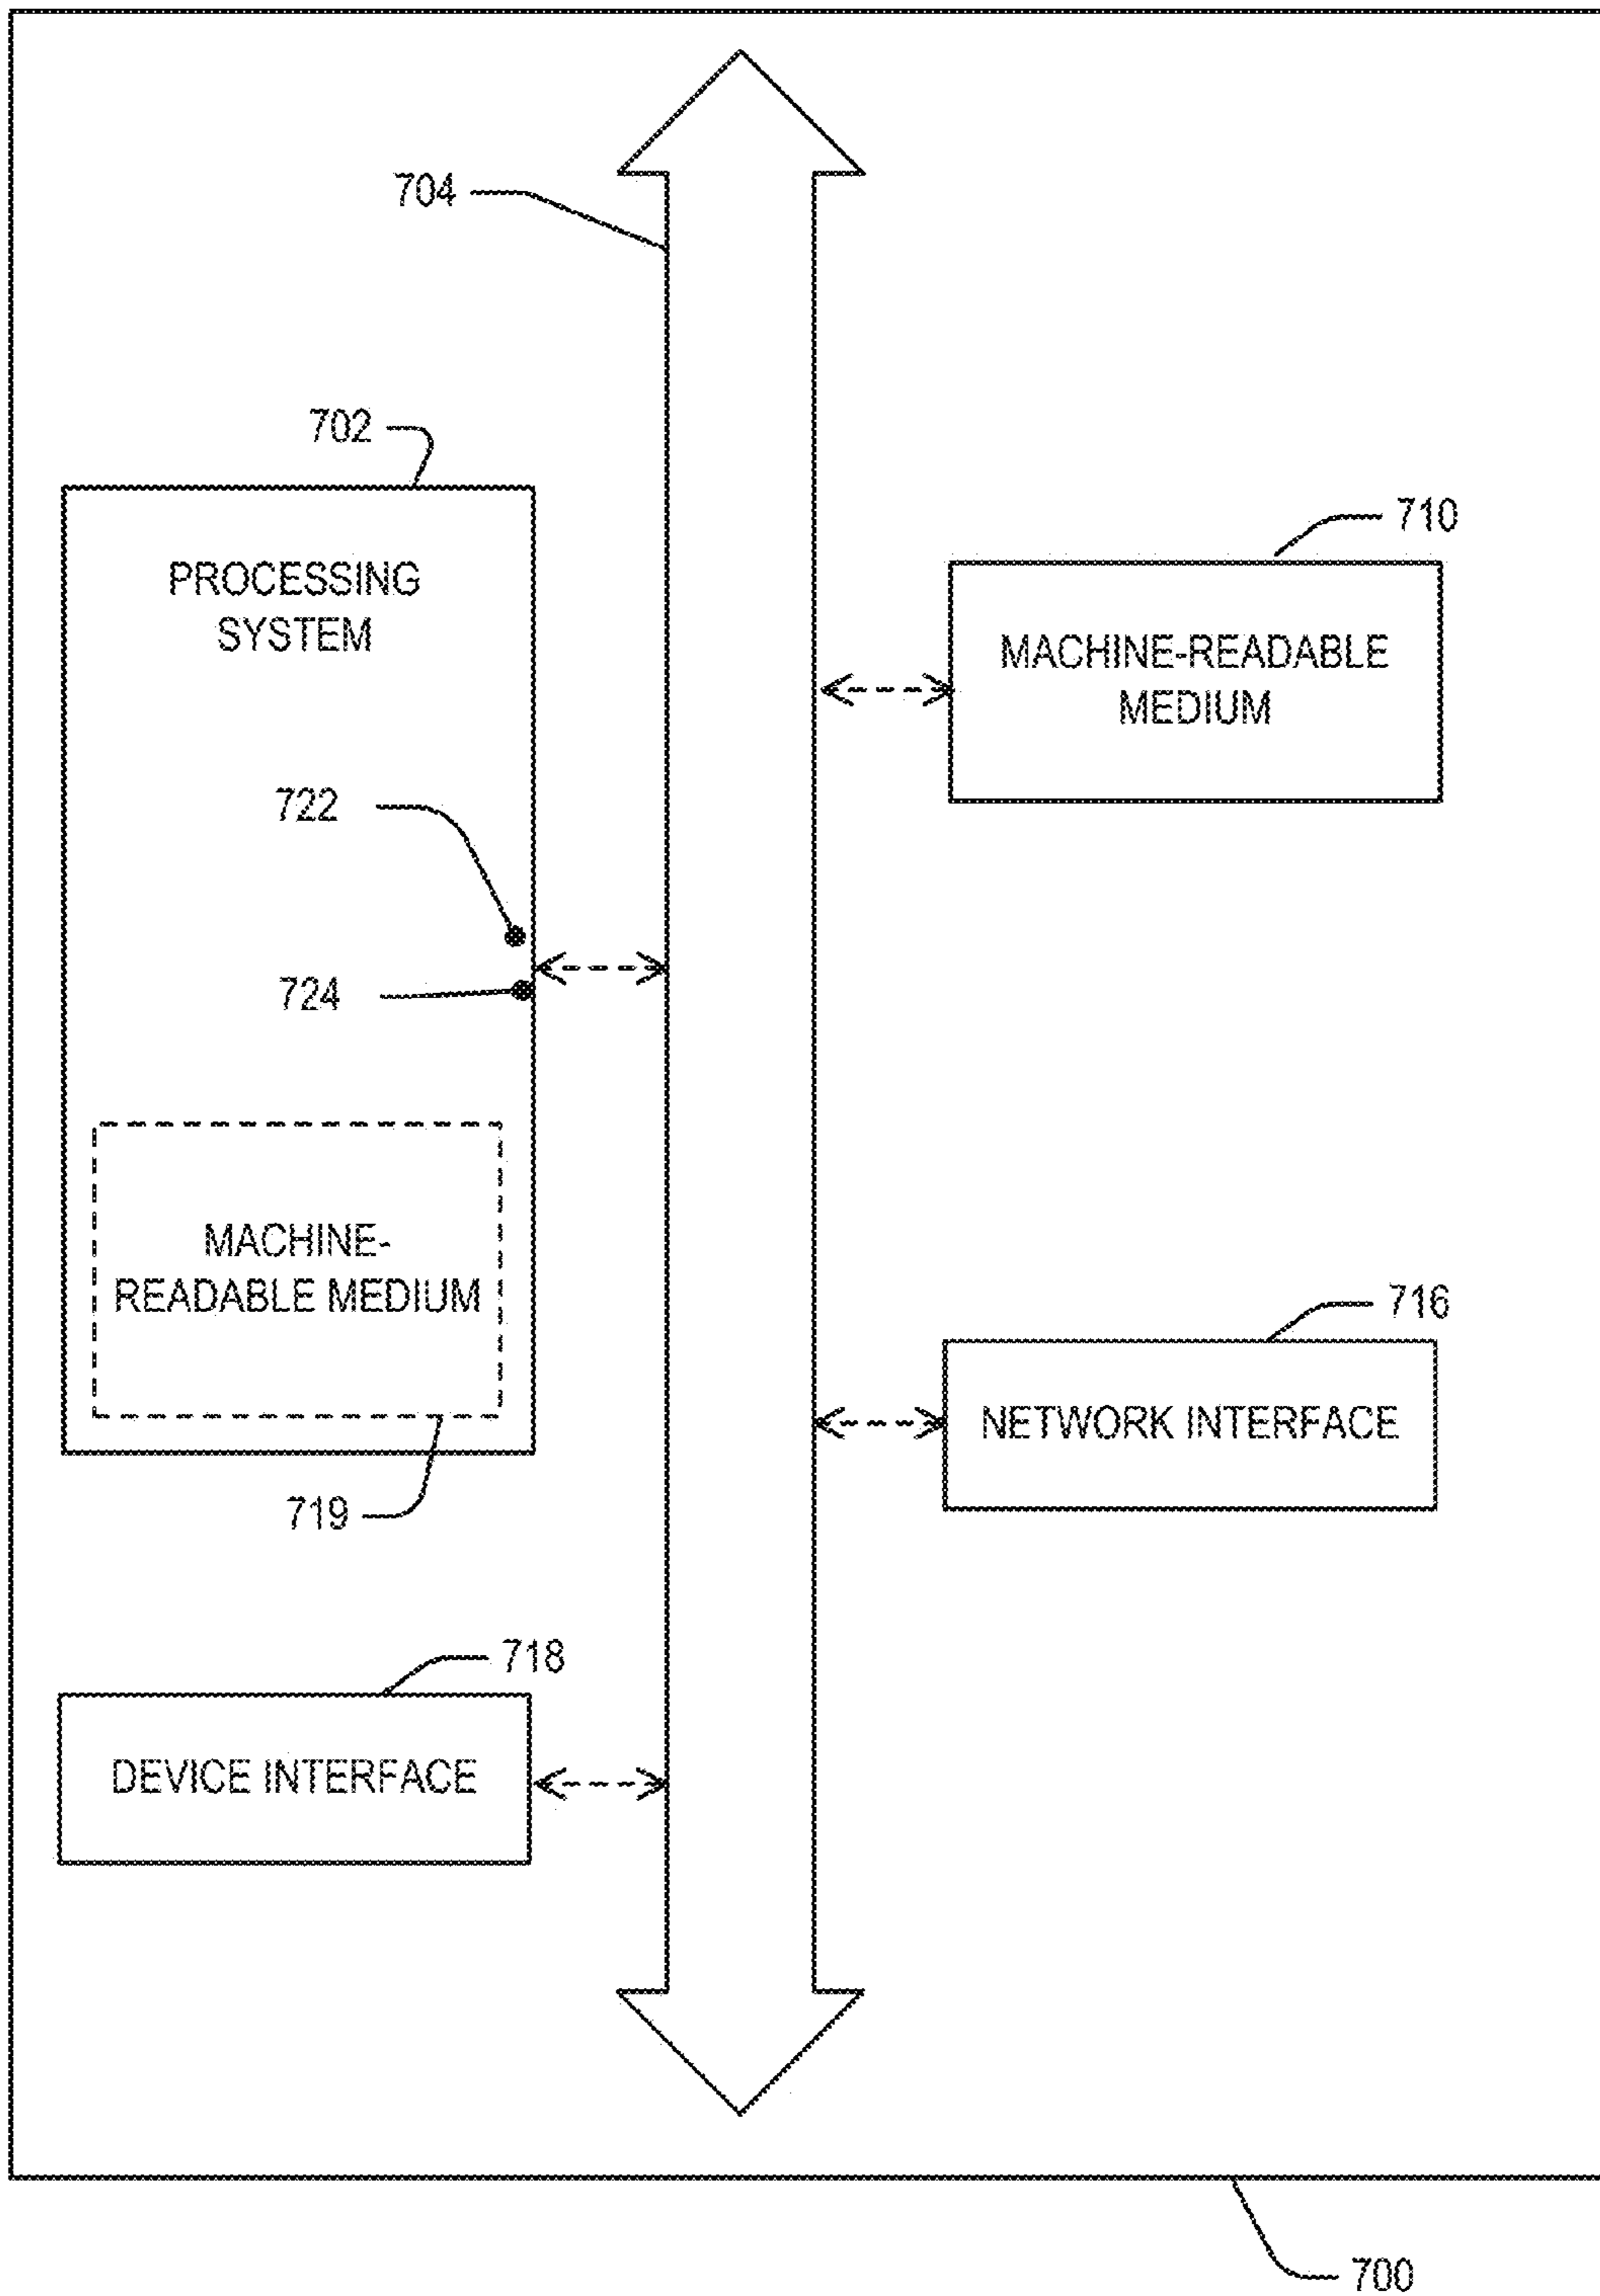 704
702
PROCESSING
SYSTEM
710
MACHINE-READABLE
MEDIUM
722
724
MACHINE-
READABLE MEDIUM
719
716
NETWORK INTERFACE
718
DEVICE INTERFACE
700